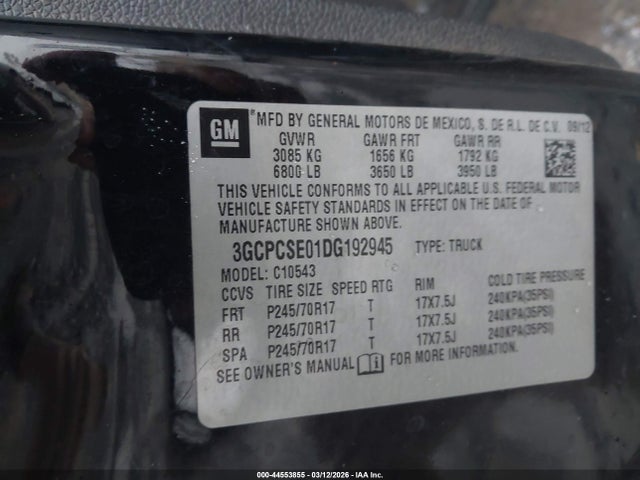 GM
® MFD BY GENERAL MOTORS DE MEXICO, S. DE R.L. DE C.V. 09/12
GVWR GAWR FRT GAWR RR
3085 KG 1656 KG 1792 KG
6800 LB 3650 LB 3950 LB
THIS VEHICLE CONFORMS TO ALL APPLICABLE U.S. FEDERAL MOTOR
VEHICLE SAFETY STANDARDS IN EFFECT ON THE DATE OF
MANUFACTURE SHOWN ABOVE.
3GCPCSE01DG192945 TYPE: TRUCK
MODEL: C10543
CCVS TIRE SIZE SPEED RTG RIM COLD TIRE PRESSURE
FRT P245/70R17 T 17X7.5J 240KPA(35PSI)
RR P245/70R17 T 17X7.5J 240KPA(35PSI)
SPA P245/70R17 T 17X7.5J 240KPA(35PSI)
SEE OWNER'S MANUAL FOR MORE INFORMATION.
000-44553855 | 03/12/2026 | IAA Inc.